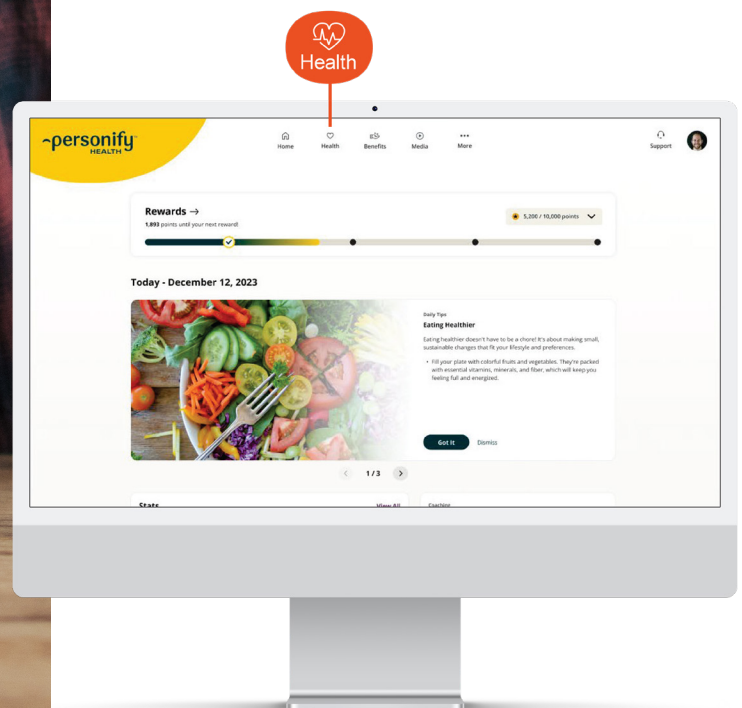 Health
personify
HEALTH
Home
Health
Benefits
Media
More
Support
Rewards →
1,893 points until your next reward!
5,200 / 10,000 points
Today - December 12, 2023
Daily Tips
Eating Healthier
Eating healthier doesn't have to be a chore! It's about making small,
sustainable changes that fit your lifestyle and preferences.
• Fill your plate with colorful fruits and vegetables. They're packed
with essential vitamins, minerals, and fiber, which will keep you
feeling full and energized.
Got It
Dismiss
1 / 3
Stats
View All
Coaching